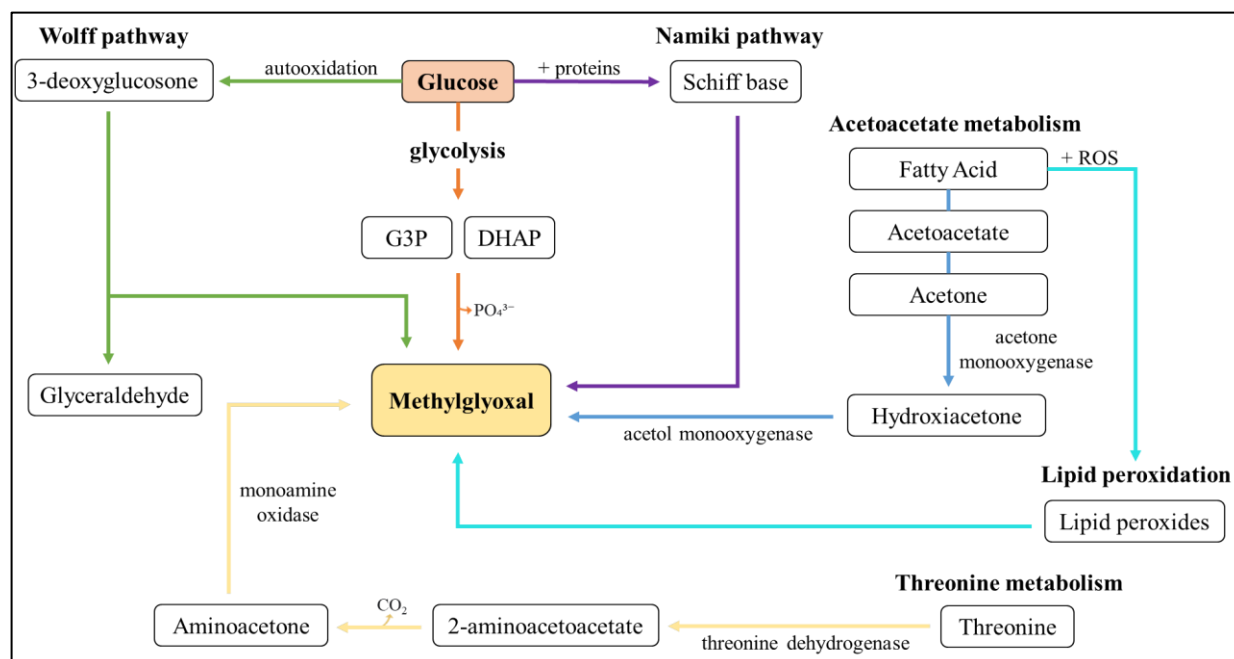 Wolff pathway
Namiki pathway
3-deoxyglucosone
autooxidation
Glucose
+ proteins
Schiff base
glycolysis
Acetoacetate metabolism
Fatty Acid
+ ROS
G3P
DHAP
Acetoacetate
PO₄³⁻
Acetone
acetone
monooxygenase
Glyceraldehyde
Methylglyoxal
Hydroxiacetone
acetol monooxygenase
Lipid peroxidation
Lipid peroxides
monoamine
oxidase
Threonine metabolism
CO₂
Aminoacetone
2-aminoacetoacetate
threonine dehydrogenase
Threonine